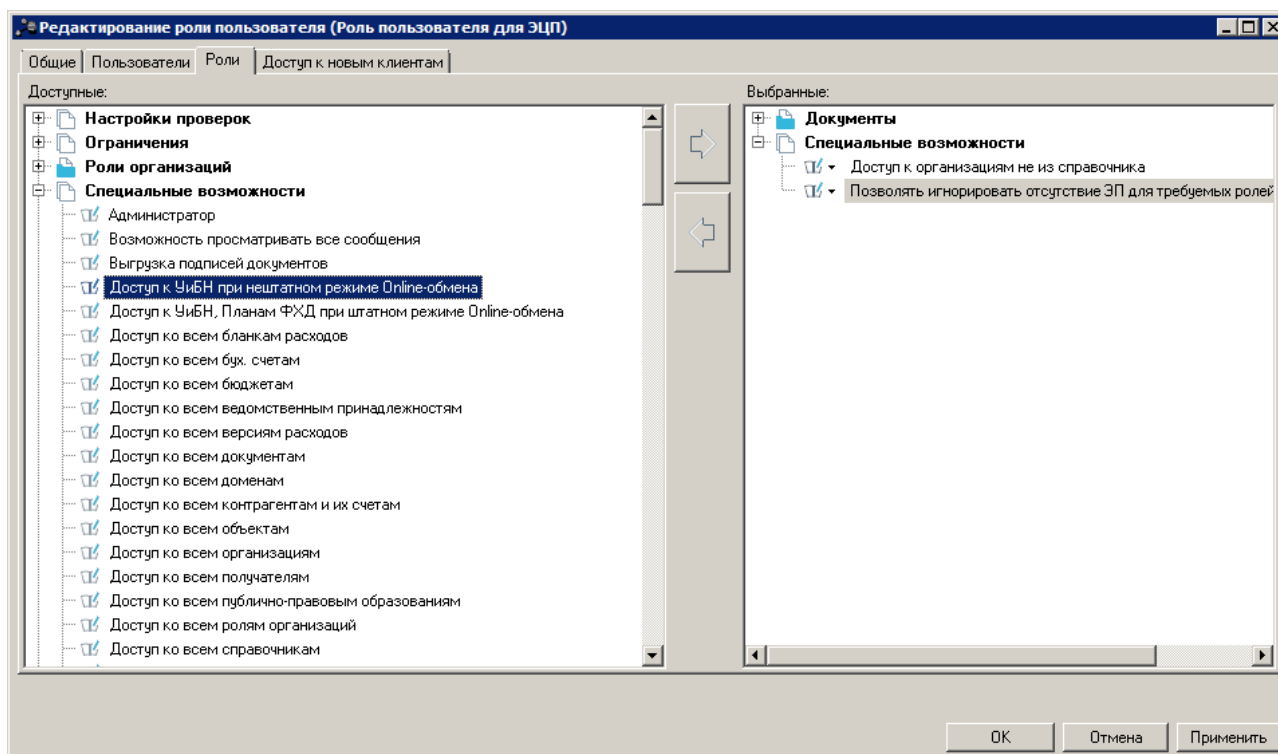 Редактирование роли пользователя (Роль пользователя для ЭЦП)
Общие
Пользователи
Роли
Доступ к новым клиентам
Доступные:
Настройки проверок
Ограничения
Роли организаций
Специальные возможности
Администратор
Возможность просматривать все сообщения
Выгрузка подписей документов
Доступ к УиБН при нештатном режиме Online-обмена
Доступ к УиБН, Планам ФХД при штатном режиме Online-обмена
Доступ ко всем бланкам расходов
Доступ ко всем бух. счетам
Доступ ко всем бюджетам
Доступ ко всем ведомственным принадлежностям
Доступ ко всем версиям расходов
Доступ ко всем документам
Доступ ко всем доменам
Доступ ко всем контрагентам и их счетам
Доступ ко всем объектам
Доступ ко всем организациям
Доступ ко всем получателям
Доступ ко всем публично-правовым образованиям
Доступ ко всем ролям организаций
Доступ ко всем справочникам
Выбранные:
Документы
Специальные возможности
Доступ к организациям не из справочника
Позволять игнорировать отсутствие ЭП для требуемых ролей
OK
Отмена
Применить